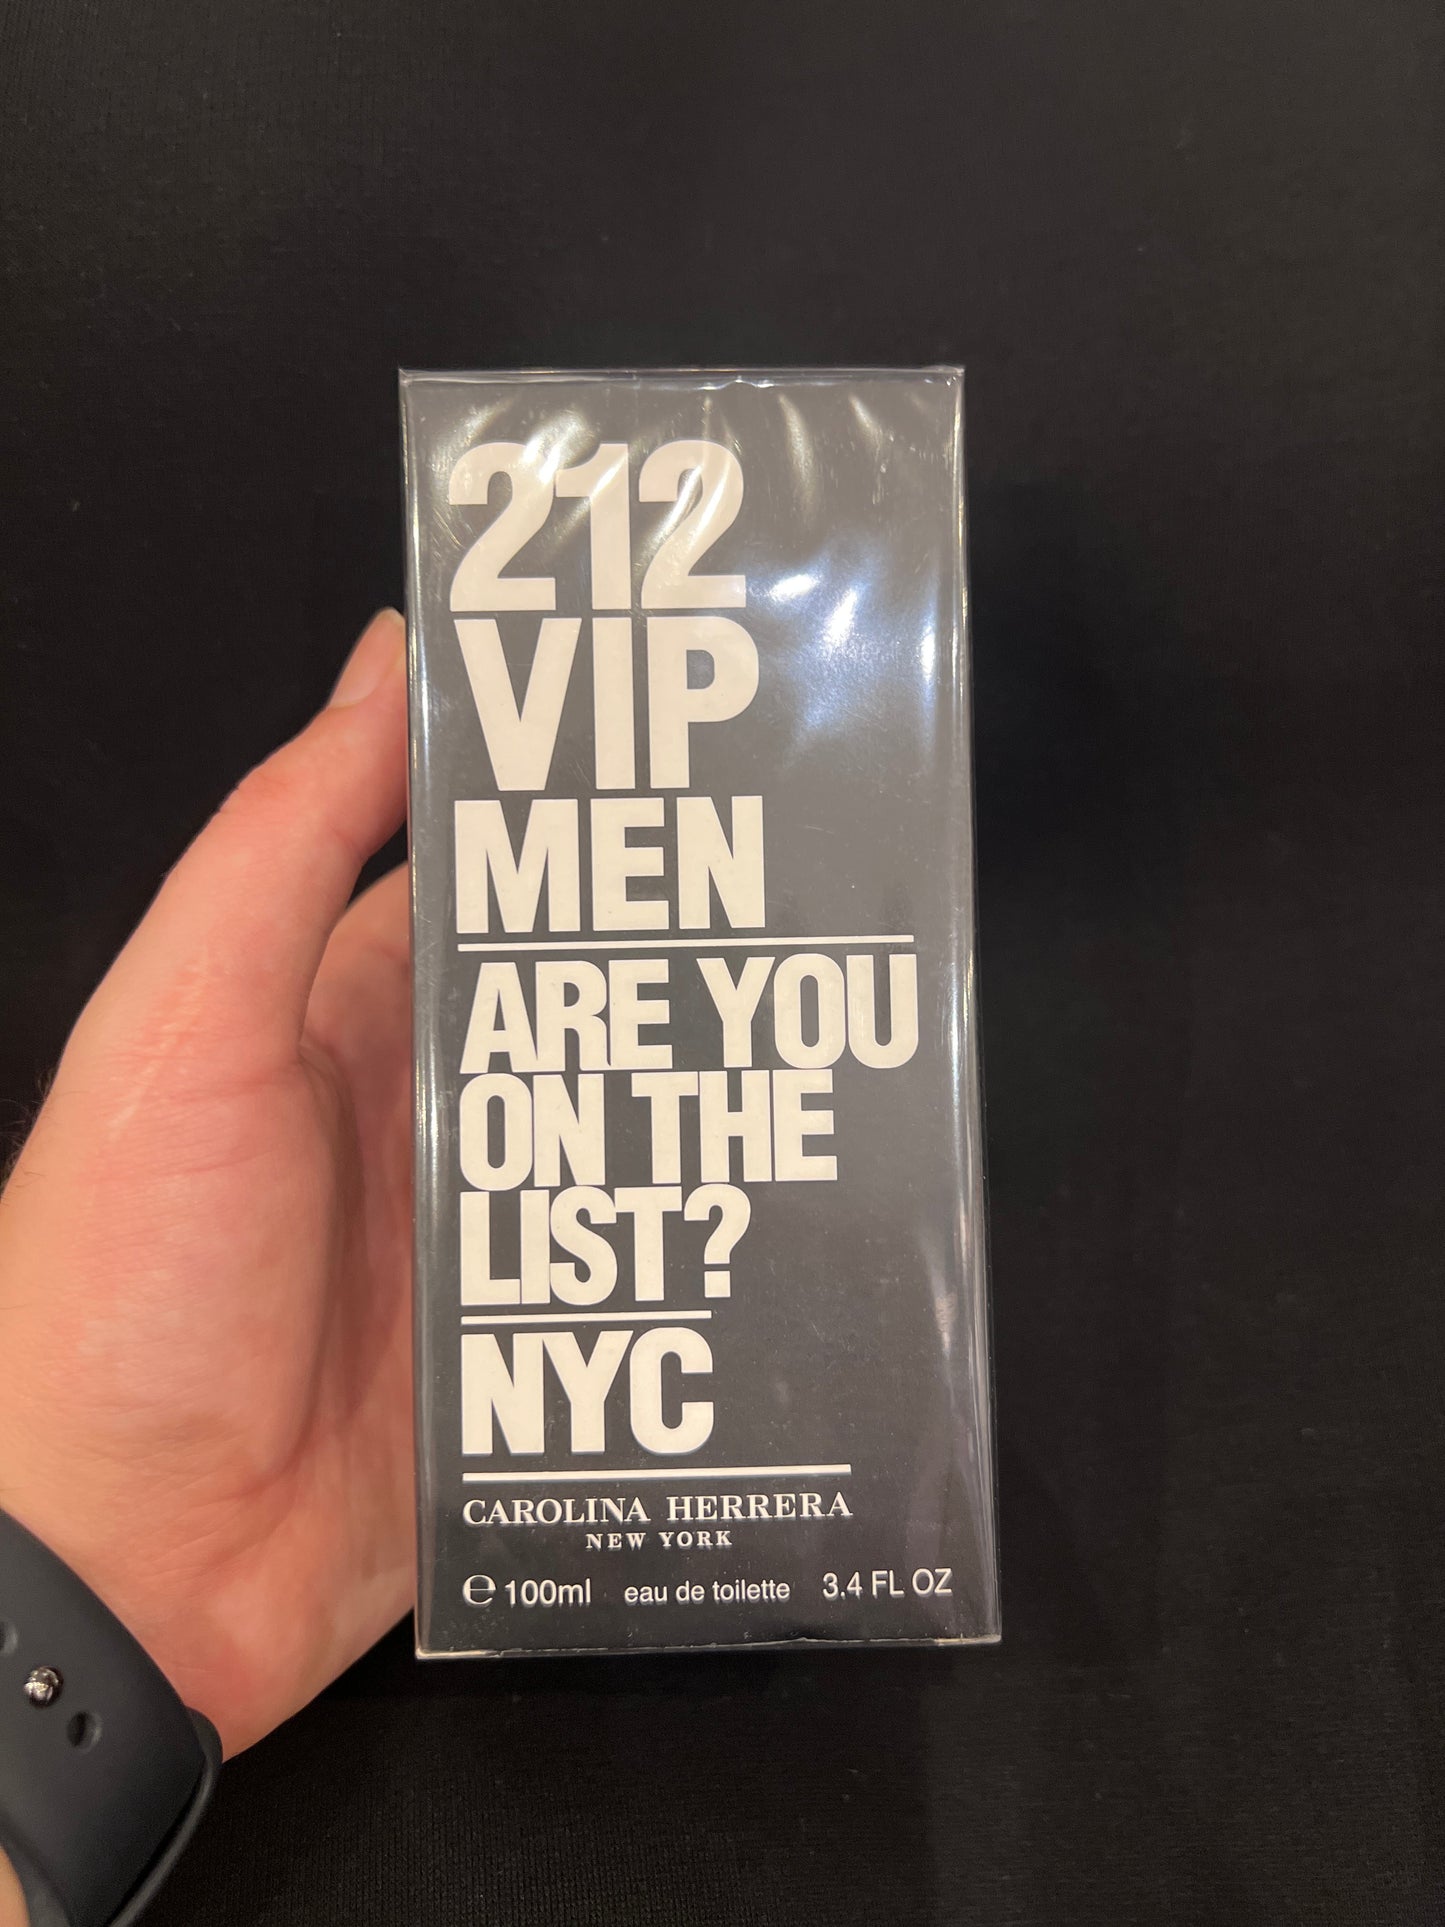 212
VIP
MEN
ARE YOU
ON THE
LIST?
NYC
CAROLINA HERRERA
NEW YORK
℮ 100ml eau de toilette 3.4 FL OZ